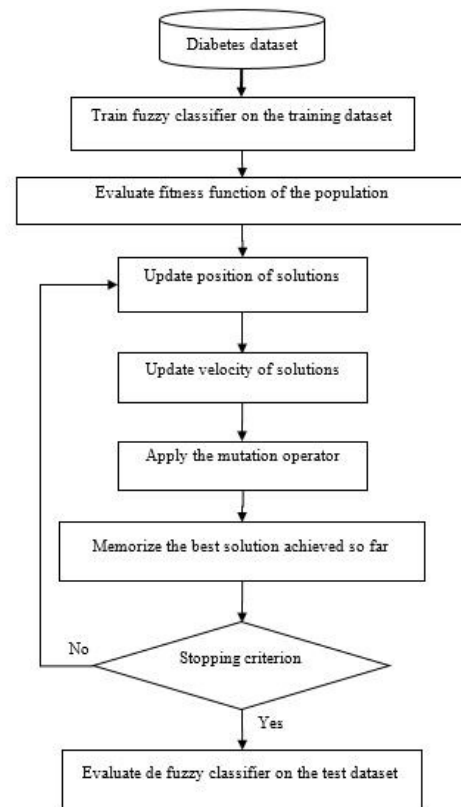 Diabetes dataset
Train fuzzy classifier on the training dataset
Evaluate fitness function of the population
Update position of solutions
Update velocity of solutions
Apply the mutation operator
Memorize the best solution achieved so far
No
Stopping criterion
Yes
Evaluate de fuzzy classifier on the test dataset